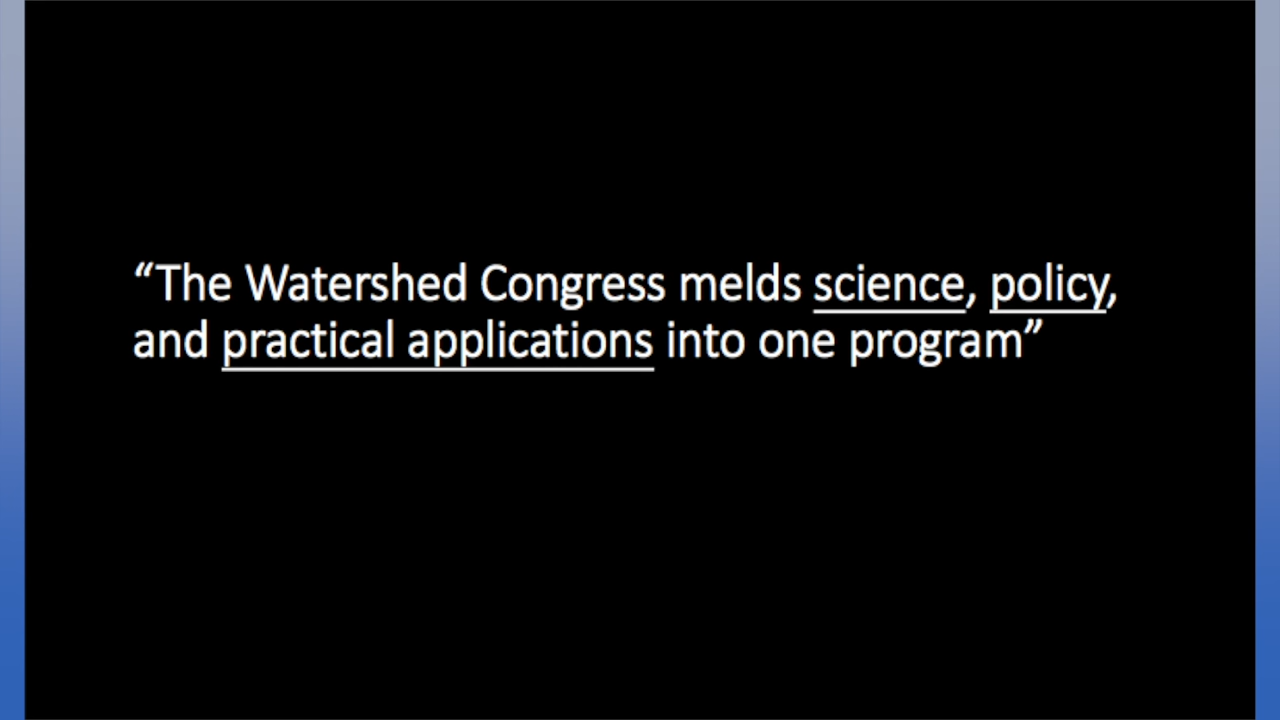 “The Watershed Congress melds science, policy,
and practical applications into one program”